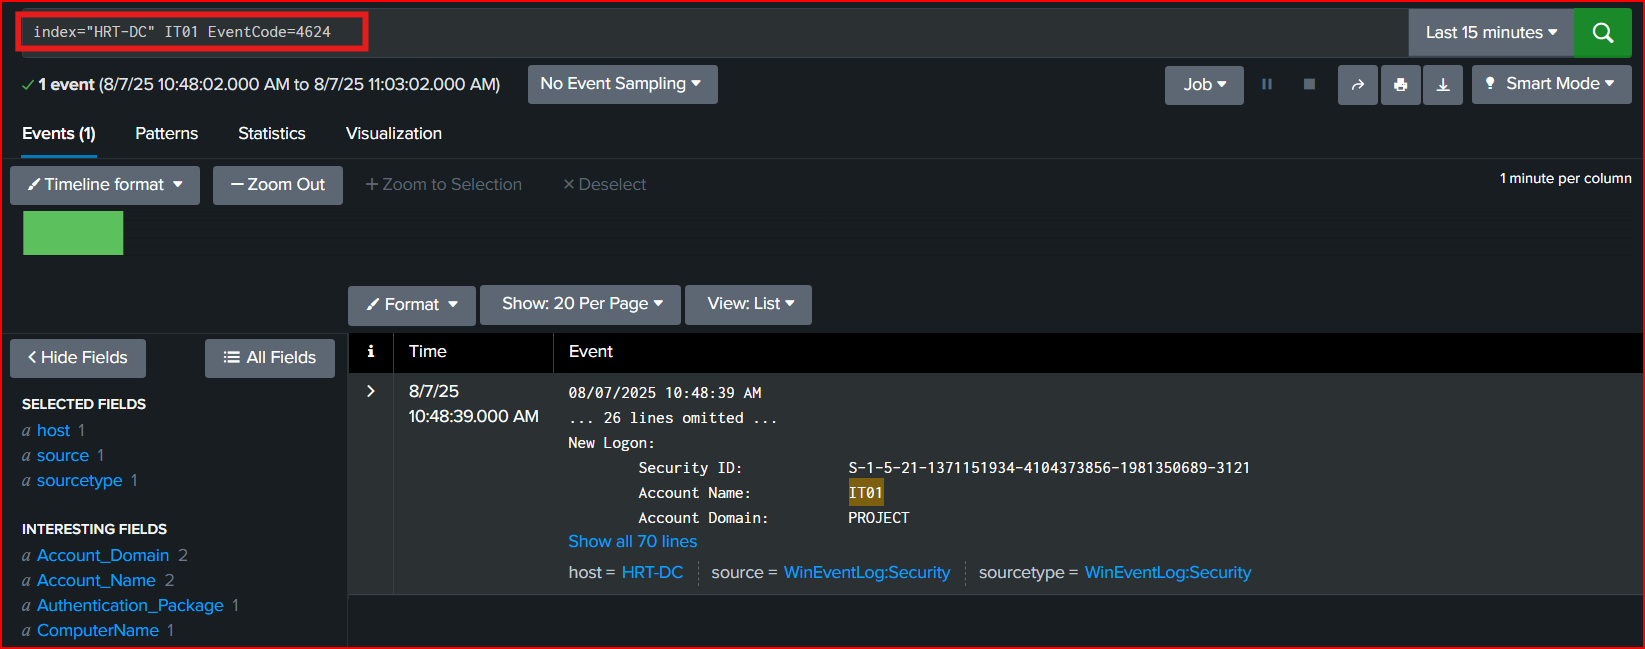 index="HRT-DC" IT01 EventCode=4624
Last 15 minutes
1 event (8/7/25 10:48:02.000 AM to 8/7/25 11:03:02.000 AM)
No Event Sampling
Job
Smart Mode
Events (1)
Patterns
Statistics
Visualization
Timeline format
Zoom Out
+ Zoom to Selection
× Deselect
1 minute per column
Format
Show: 20 Per Page
View: List
Hide Fields
All Fields
i
Time
Event
SELECTED FIELDS
a host 1
a source 1
a sourcetype 1
INTERESTING FIELDS
a Account_Domain 2
a Account_Name 2
a Authentication_Package 1
a ComputerName 1
8/7/25
10:48:39.000 AM
08/07/2025 10:48:39 AM
... 26 lines omitted ...
New Logon:
Security ID: S-1-5-21-1371151934-4104373856-1981350689-3121
Account Name: IT01
Account Domain: PROJECT
Show all 70 lines
host = HRT-DC
source = WinEventLog:Security
sourcetype = WinEventLog:Security